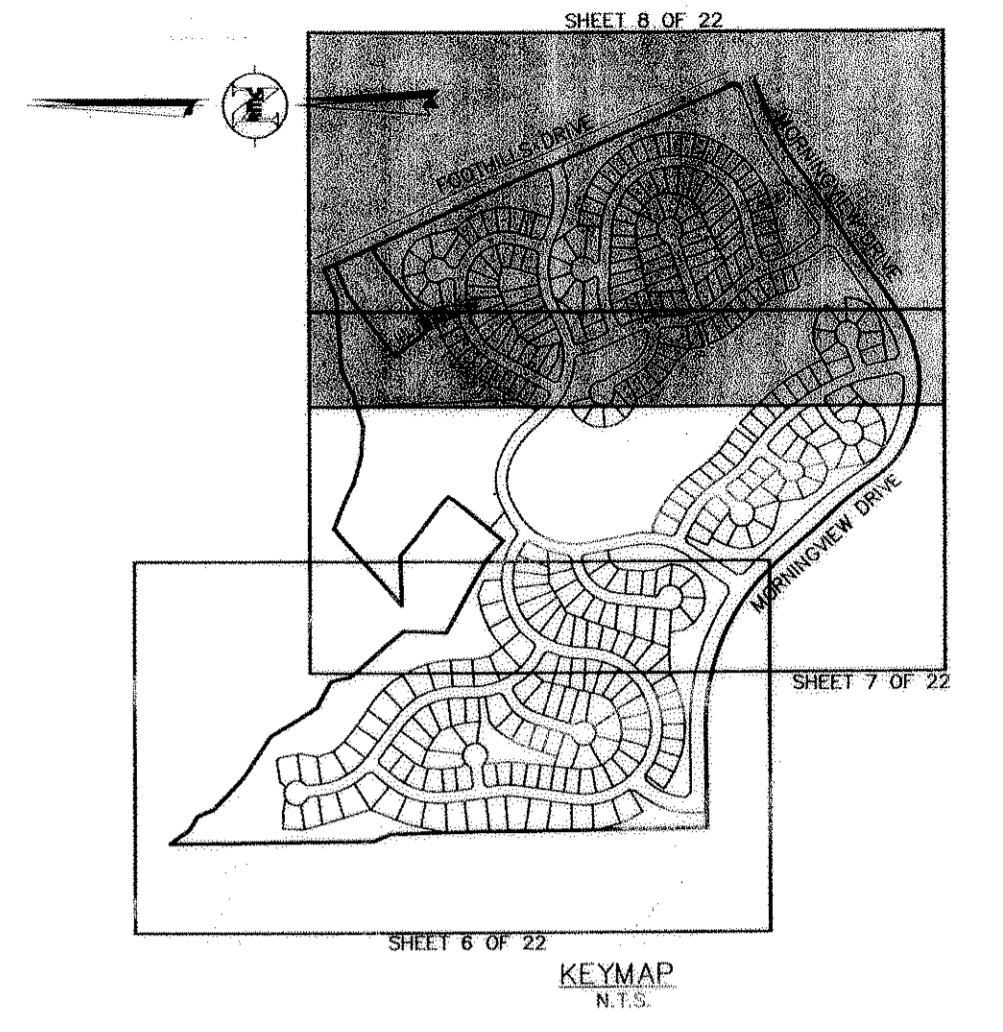 SHEET 8 OF 22
FOOTHILLS DRIVE
MORNINGVIEW DRIVE
MORNINGVIEW DRIVE
SHEET 7 OF 22
SHEET 6 OF 22
KEYMAP
N.T.S.